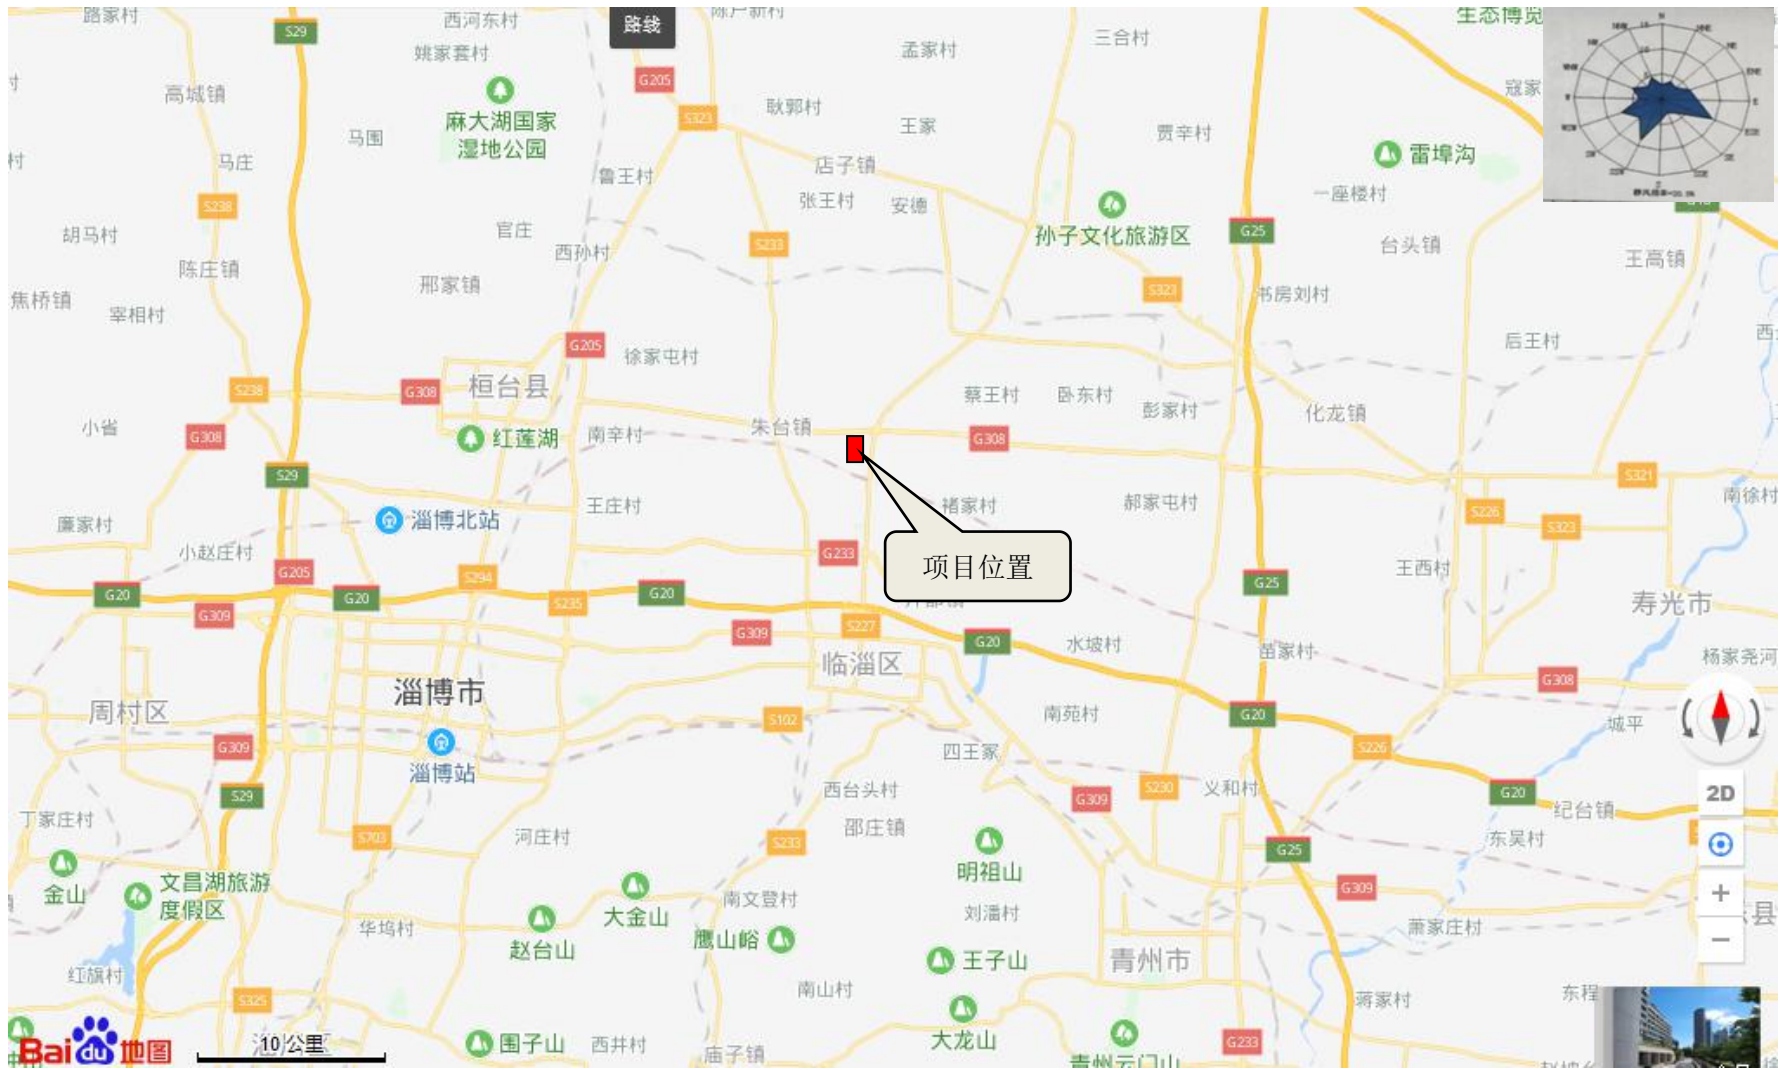 路家村
S29
西河东村
路线
生态博览
姚家套村
孟家村
三合村
G205
高城镇
麻大湖国家
湿地公园
S323
耿郭村
王家
贾辛村
寇家
马围
雷埠沟
马庄
店子镇
鲁王村
张王村
安德
一座楼村
S238
胡马村
官庄
西孙村
S233
孙子文化旅游区
G25
台头镇
王高镇
陈庄镇
邢家镇
S323
书房刘村
焦桥镇
宰相村
后王村
G205
徐家屯村
S238
G308
桓台县
蔡王村
卧东村
彭家村
化龙镇
小省
G308
红莲湖
南辛村
朱台镇
G308
S29
S321
南徐村
王庄村
褚家村
郝家屯村
S226
S323
廉家村
淄博北站
小赵庄村
G233
项目位置
王西村
G205
S294
G25
G20
G20
G20
S235
寿光市
G309
G309
S227
G20
水坡村
苗家村
临淄区
杨家尧河
淄博市
G308
周村区
S102
南苑村
G20
城平
G309
淄博站
四王冢
S226
S29
西台头村
G309
S230
义和村
G20
2D
纪台镇
丁家庄村
S703
河庄村
邵庄镇
S233
G25
东吴村
金山
文昌湖旅游
度假区
大金山
南文登村
明祖山
刘潘村
G309
华坞村
赵台山
鹰山峪
萧家庄村
县
红旗村
王子山
青州市
南山村
S325
蒋家村
东程
大龙山
Bai du 地图
10 公里
围子山
西井村
庙子镇
青州云门山
G233